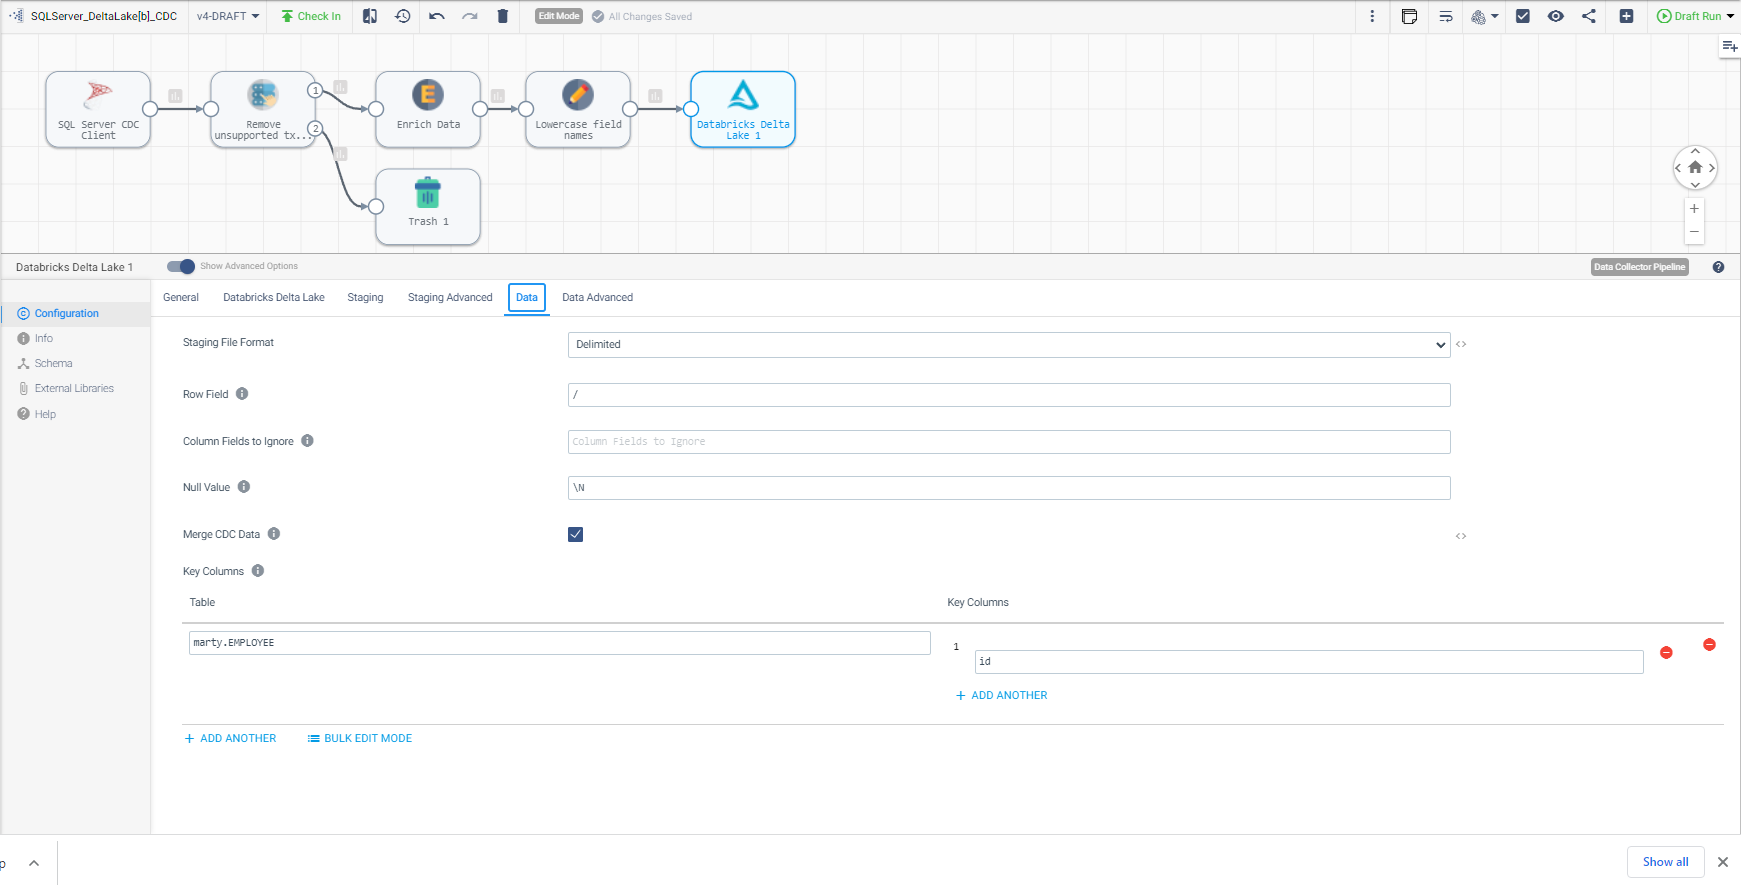 SQLServer_DeltaLake[b]_CDC v4-DRAFT Check In Edit Mode All Changes Saved Draft Run
1
SQL Server CDC
Client
Remove
unsupported tx...
2
Enrich Data
Lowercase field
names
Databricks Delta
Lake 1
Trash 1
Databricks Delta Lake 1 Show Advanced Options Data Collector Pipeline
Configuration
Info
Schema
External Libraries
Help
General Databricks Delta Lake Staging Staging Advanced Data Data Advanced
Staging File Format Delimited
Row Field /
Column Fields to Ignore Column Fields to Ignore
Null Value \N
Merge CDC Data
Key Columns
Table Key Columns
marty.EMPLOYEE 1
id
+ ADD ANOTHER
+ ADD ANOTHER BULK EDIT MODE
p Show all